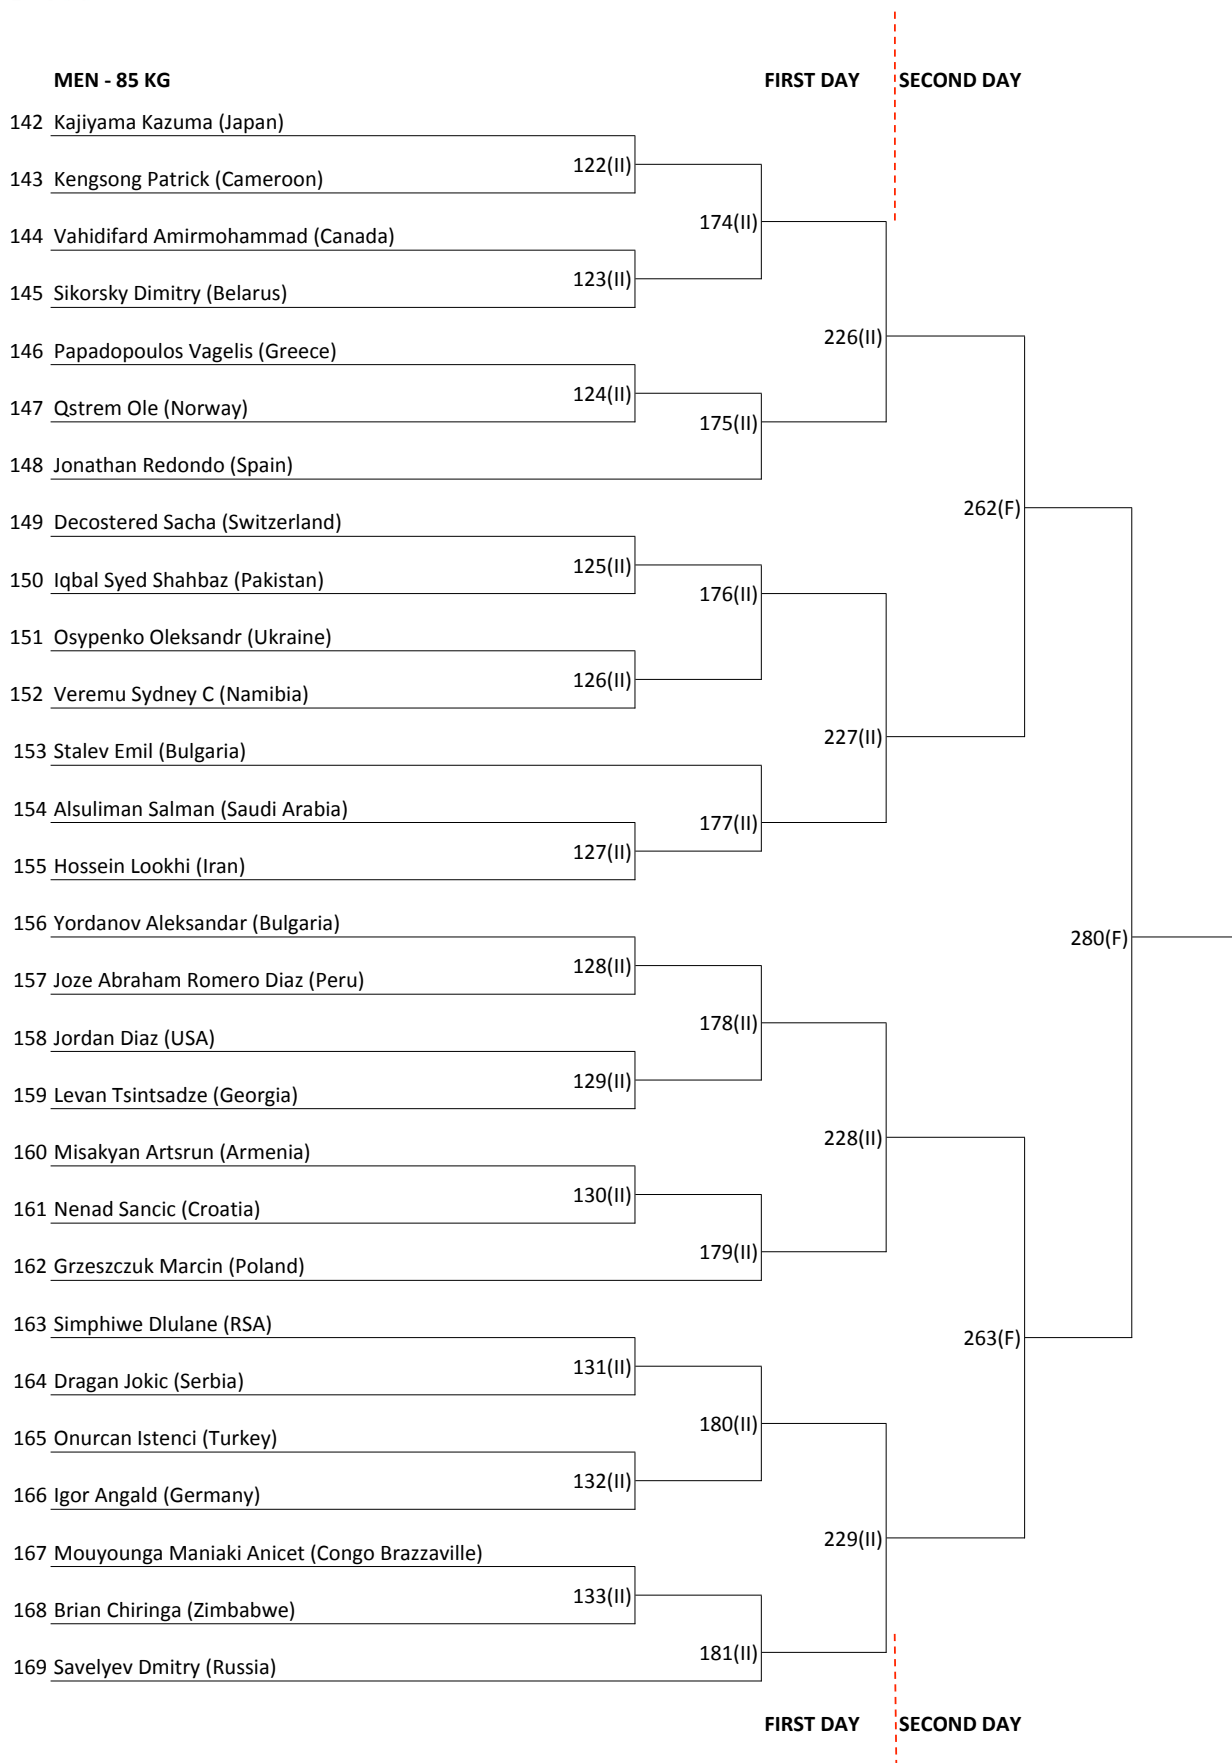 MEN - 85 KG FIRST DAY SECOND DAY
142 Kajiyama Kazuma (Japan)
122(II)
143 Kengsong Patrick (Cameroon)
174(II)
144 Vahidifard Amirmohammad (Canada)
123(II)
145 Sikorsky Dimitry (Belarus)
226(II)
146 Papadopoulos Vagelis (Greece)
124(II)
147 Qstrem Ole (Norway)
175(II)
148 Jonathan Redondo (Spain)
262(F)
149 Decostered Sacha (Switzerland)
125(II)
150 Iqbal Syed Shahbaz (Pakistan)
176(II)
151 Osypenko Oleksandr (Ukraine)
126(II)
152 Veremu Sydney C (Namibia)
227(II)
153 Stalev Emil (Bulgaria)
154 Alsuliman Salman (Saudi Arabia)
177(II)
127(II)
155 Hossein Lookhi (Iran)
156 Yordanov Aleksandar (Bulgaria)
280(F)
128(II)
157 Joze Abraham Romero Diaz (Peru)
178(II)
158 Jordan Diaz (USA)
129(II)
159 Levan Tsintsadze (Georgia)
228(II)
160 Misakyan Artsrun (Armenia)
130(II)
161 Nenad Sancic (Croatia)
179(II)
162 Grzeszczuk Marcin (Poland)
163 Simphiwe Dlulane (RSA)
263(F)
131(II)
164 Dragan Jokic (Serbia)
180(II)
165 Onurcan Istenci (Turkey)
132(II)
166 Igor Angald (Germany)
229(II)
167 Mouyounga Maniaki Anicet (Congo Brazzaville)
133(II)
168 Brian Chiringa (Zimbabwe)
181(II)
169 Savelyev Dmitry (Russia)
FIRST DAY SECOND DAY